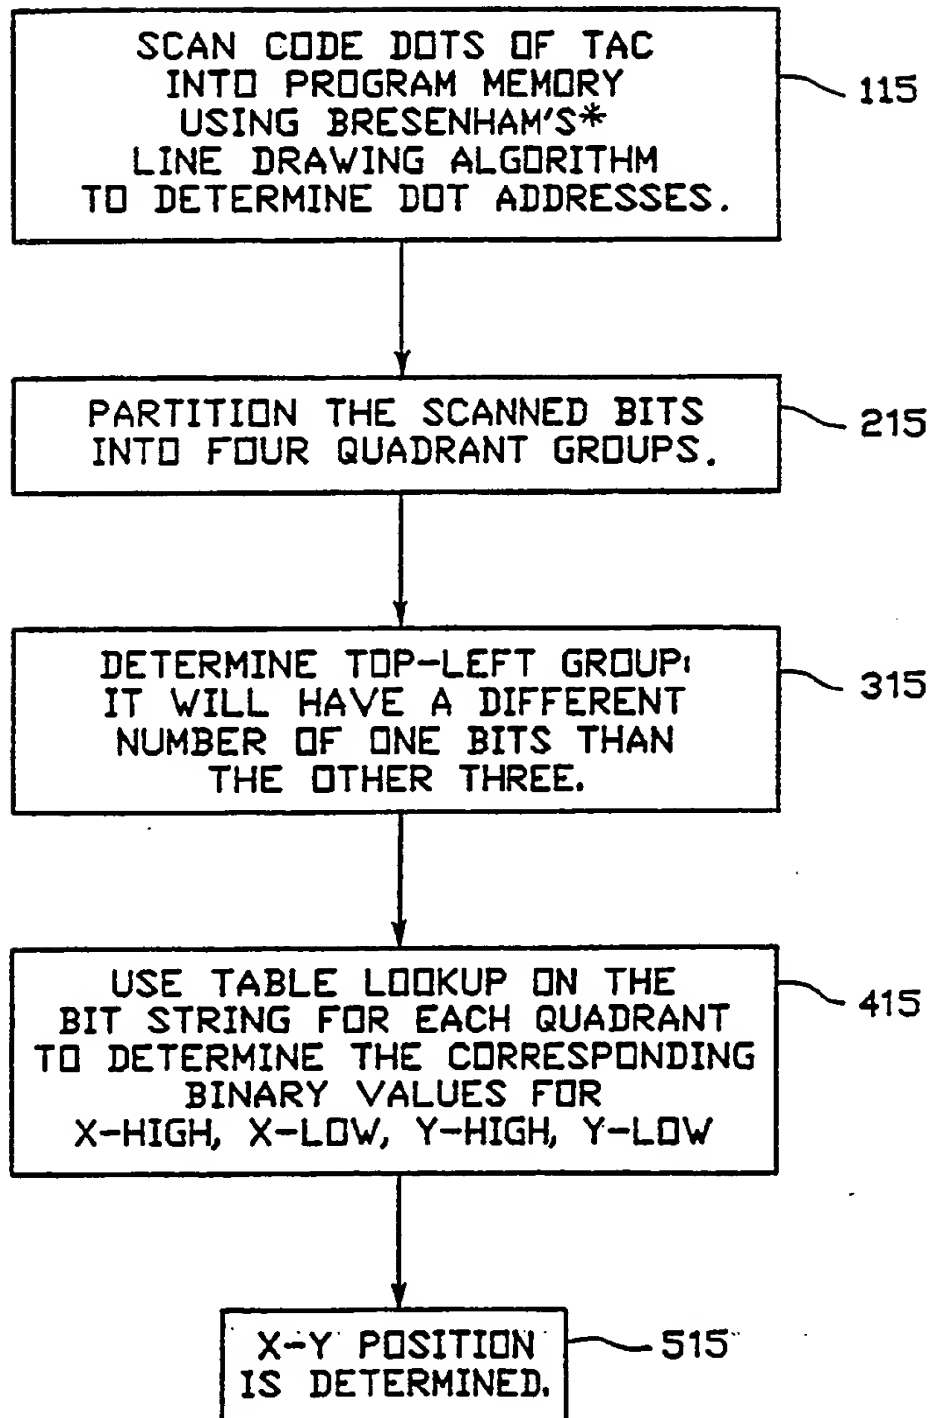 SCAN CODE DOTS OF TAC
INTO PROGRAM MEMORY
USING BRESENHAM'S*
LINE DRAWING ALGORITHM
TO DETERMINE DOT ADDRESSES.
115
PARTITION THE SCANNED BITS
INTO FOUR QUADRANT GROUPS.
215
DETERMINE TOP-LEFT GROUP:
IT WILL HAVE A DIFFERENT
NUMBER OF ONE BITS THAN
THE OTHER THREE.
315
USE TABLE LOOKUP ON THE
BIT STRING FOR EACH QUADRANT
TO DETERMINE THE CORRESPONDING
BINARY VALUES FOR
X-HIGH, X-LOW, Y-HIGH, Y-LOW
415
X-Y POSITION
IS DETERMINED.
515